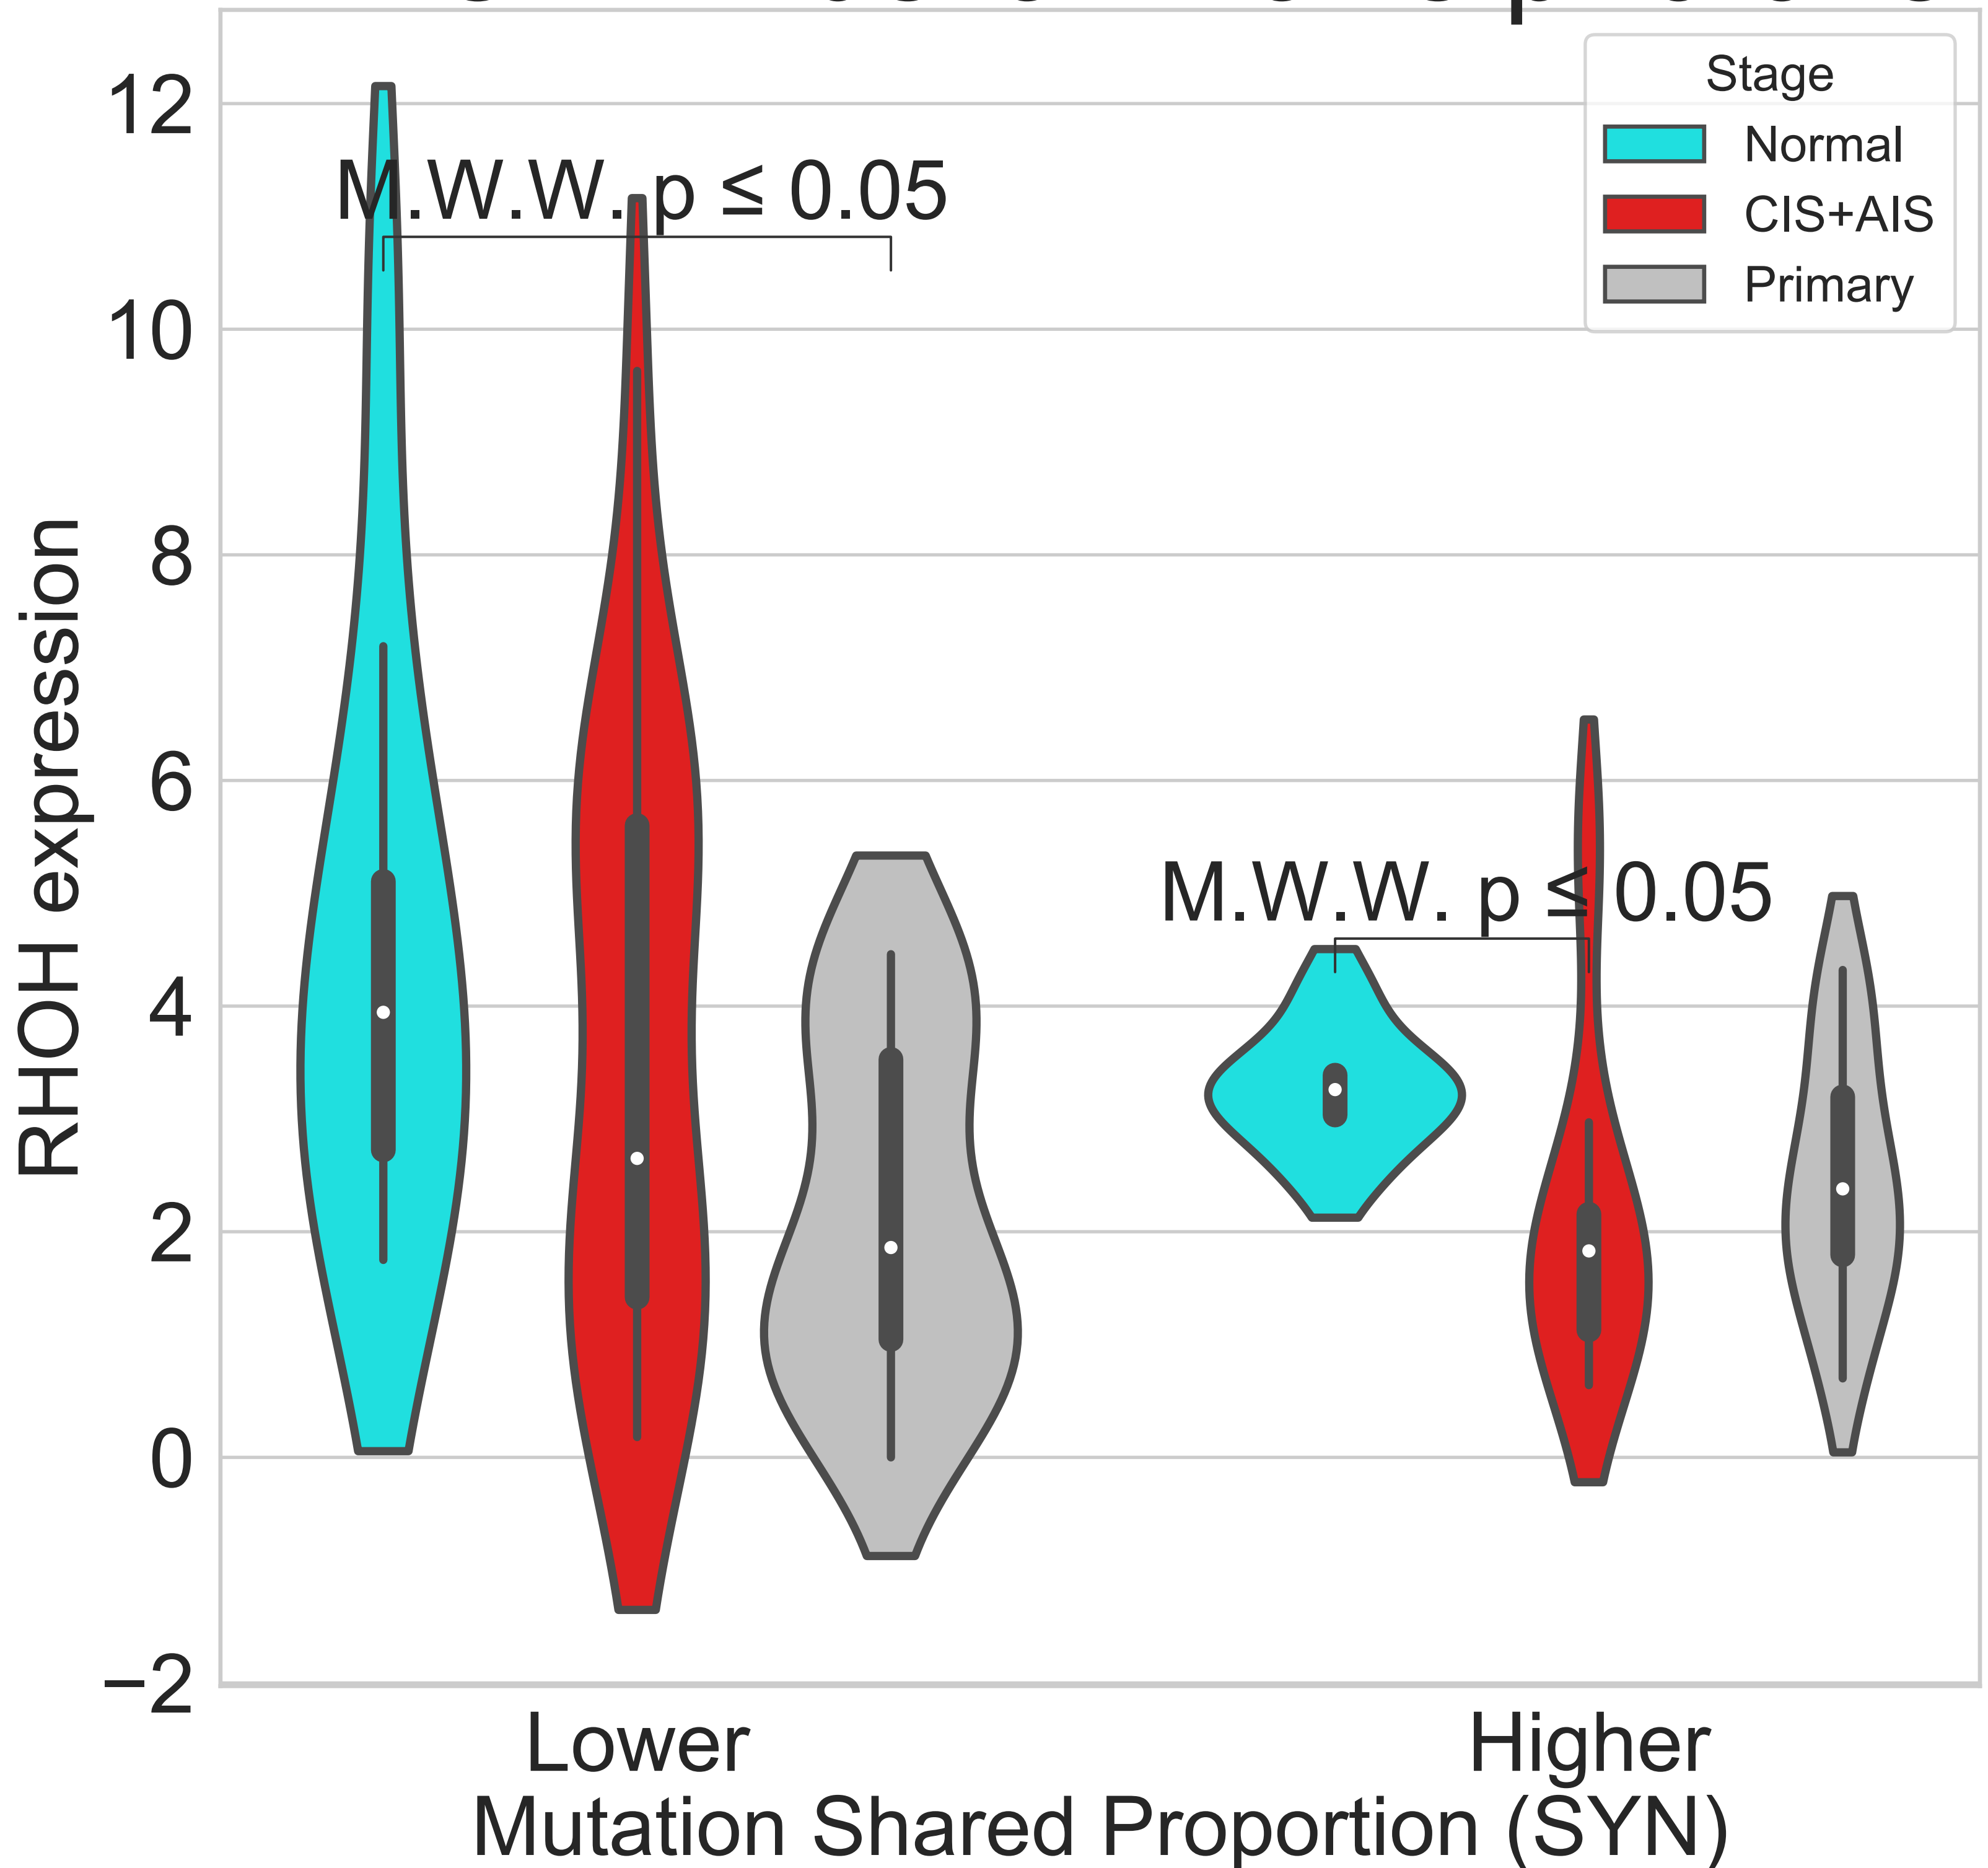 Stage
Normal
CIS+AIS
Primary
12
10
8
6
4
2
0
−2
RHOH expression
M.W.W. p ≤ 0.05
M.W.W. p ≤ 0.05
Lower
Higher
Mutation Shared Proportion (SYN)